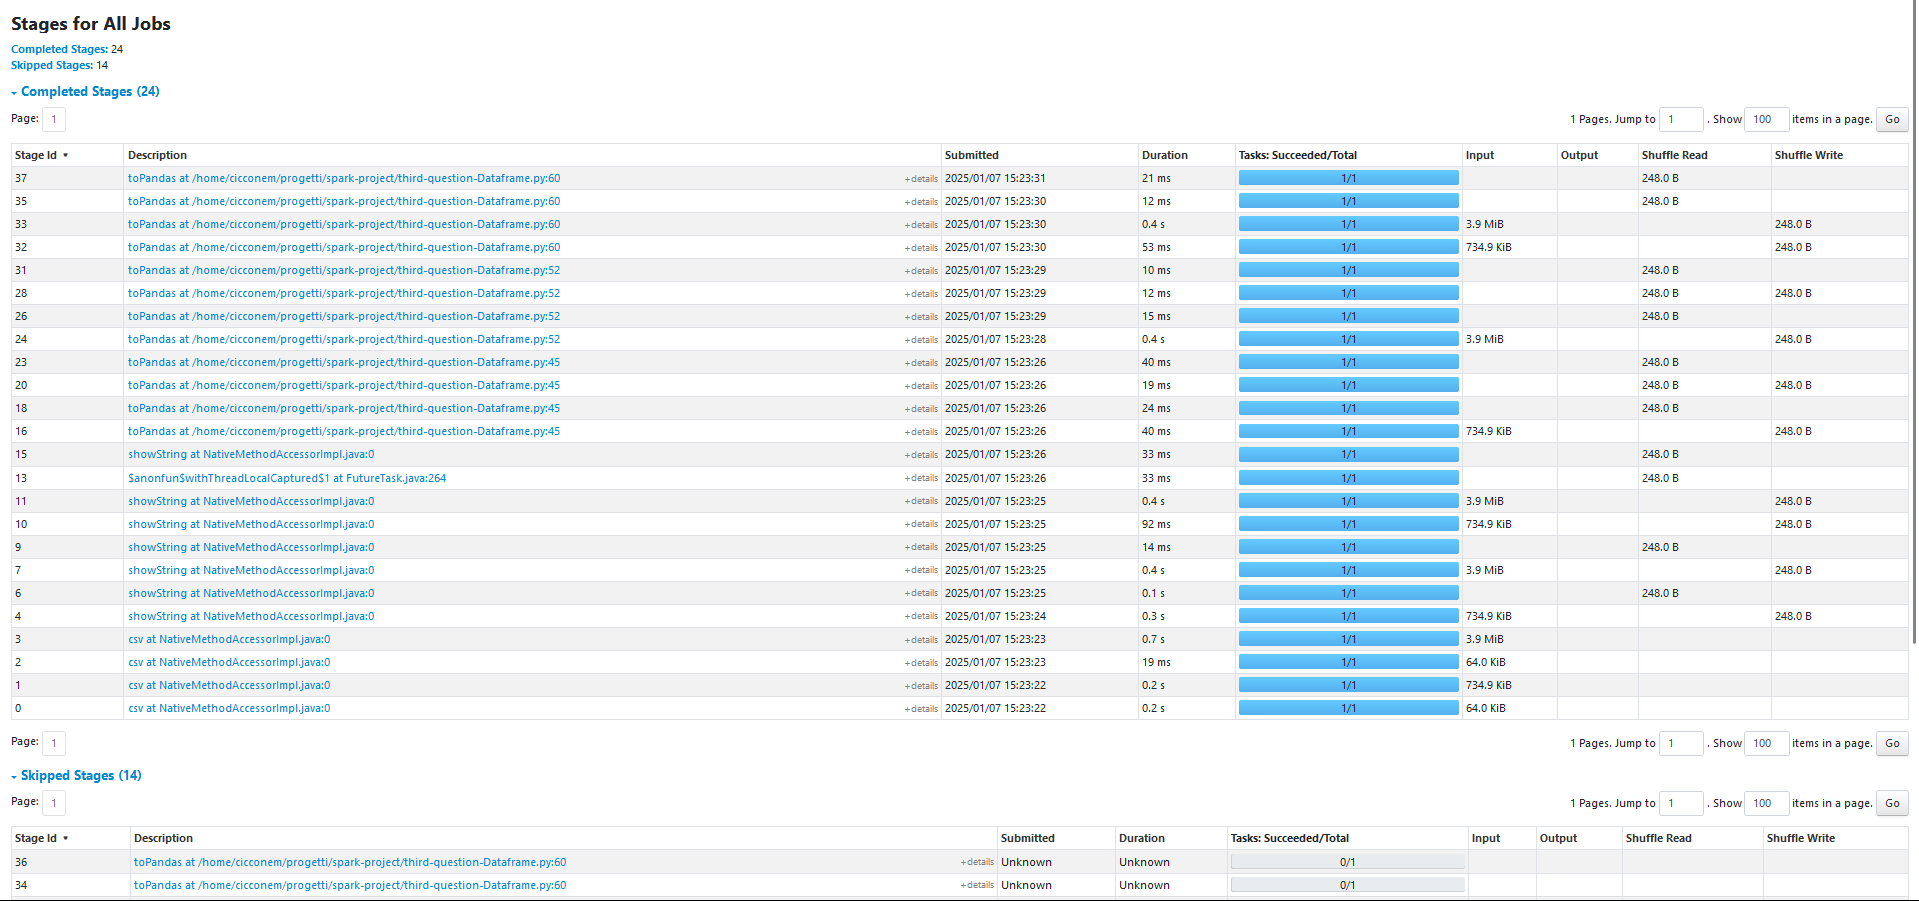 Stages for All Jobs
Completed Stages: 24
Skipped Stages: 14
Completed Stages (24)
Page: 1 1 Pages. Jump to 1 . Show 100 items in a page. Go
Stage Id Description Submitted Duration Tasks: Succeeded/Total Input Output Shuffle Read Shuffle Write
37 toPandas at /home/cicconem/progetti/spark-project/third-question-Dataframe.py:60 +details 2025/01/07 15:23:31 21 ms 1/1 248.0 B
35 toPandas at /home/cicconem/progetti/spark-project/third-question-Dataframe.py:60 +details 2025/01/07 15:23:30 12 ms 1/1 248.0 B
33 toPandas at /home/cicconem/progetti/spark-project/third-question-Dataframe.py:60 +details 2025/01/07 15:23:30 0.4 s 1/1 3.9 MiB 248.0 B
32 toPandas at /home/cicconem/progetti/spark-project/third-question-Dataframe.py:60 +details 2025/01/07 15:23:30 53 ms 1/1 734.9 KiB 248.0 B
31 toPandas at /home/cicconem/progetti/spark-project/third-question-Dataframe.py:52 +details 2025/01/07 15:23:29 10 ms 1/1 248.0 B
28 toPandas at /home/cicconem/progetti/spark-project/third-question-Dataframe.py:52 +details 2025/01/07 15:23:29 12 ms 1/1 248.0 B 248.0 B
26 toPandas at /home/cicconem/progetti/spark-project/third-question-Dataframe.py:52 +details 2025/01/07 15:23:29 15 ms 1/1 248.0 B
24 toPandas at /home/cicconem/progetti/spark-project/third-question-Dataframe.py:52 +details 2025/01/07 15:23:28 0.4 s 1/1 3.9 MiB 248.0 B
23 toPandas at /home/cicconem/progetti/spark-project/third-question-Dataframe.py:45 +details 2025/01/07 15:23:26 40 ms 1/1 248.0 B
20 toPandas at /home/cicconem/progetti/spark-project/third-question-Dataframe.py:45 +details 2025/01/07 15:23:26 19 ms 1/1 248.0 B 248.0 B
18 toPandas at /home/cicconem/progetti/spark-project/third-question-Dataframe.py:45 +details 2025/01/07 15:23:26 24 ms 1/1 248.0 B
16 toPandas at /home/cicconem/progetti/spark-project/third-question-Dataframe.py:45 +details 2025/01/07 15:23:26 40 ms 1/1 734.9 KiB 248.0 B
15 showString at NativeMethodAccessorImpl.java:0 +details 2025/01/07 15:23:26 33 ms 1/1 248.0 B
13 $anonfun$withThreadLocalCaptured$1 at FutureTask.java:264 +details 2025/01/07 15:23:26 33 ms 1/1 248.0 B
11 showString at NativeMethodAccessorImpl.java:0 +details 2025/01/07 15:23:25 0.4 s 1/1 3.9 MiB 248.0 B
10 showString at NativeMethodAccessorImpl.java:0 +details 2025/01/07 15:23:25 92 ms 1/1 734.9 KiB 248.0 B
9 showString at NativeMethodAccessorImpl.java:0 +details 2025/01/07 15:23:25 14 ms 1/1 248.0 B
7 showString at NativeMethodAccessorImpl.java:0 +details 2025/01/07 15:23:25 0.4 s 1/1 3.9 MiB 248.0 B
6 showString at NativeMethodAccessorImpl.java:0 +details 2025/01/07 15:23:25 0.1 s 1/1 248.0 B
4 showString at NativeMethodAccessorImpl.java:0 +details 2025/01/07 15:23:24 0.3 s 1/1 734.9 KiB 248.0 B
3 csv at NativeMethodAccessorImpl.java:0 +details 2025/01/07 15:23:23 0.7 s 1/1 3.9 MiB
2 csv at NativeMethodAccessorImpl.java:0 +details 2025/01/07 15:23:23 19 ms 1/1 64.0 KiB
1 csv at NativeMethodAccessorImpl.java:0 +details 2025/01/07 15:23:22 0.2 s 1/1 734.9 KiB
0 csv at NativeMethodAccessorImpl.java:0 +details 2025/01/07 15:23:22 0.2 s 1/1 64.0 KiB
Page: 1 1 Pages. Jump to 1 . Show 100 items in a page. Go
Skipped Stages (14)
Page: 1 1 Pages. Jump to 1 . Show 100 items in a page. Go
Stage Id Description Submitted Duration Tasks: Succeeded/Total Input Output Shuffle Read Shuffle Write
36 toPandas at /home/cicconem/progetti/spark-project/third-question-Dataframe.py:60 +details Unknown Unknown 0/1
34 toPandas at /home/cicconem/progetti/spark-project/third-question-Dataframe.py:60 +details Unknown Unknown 0/1